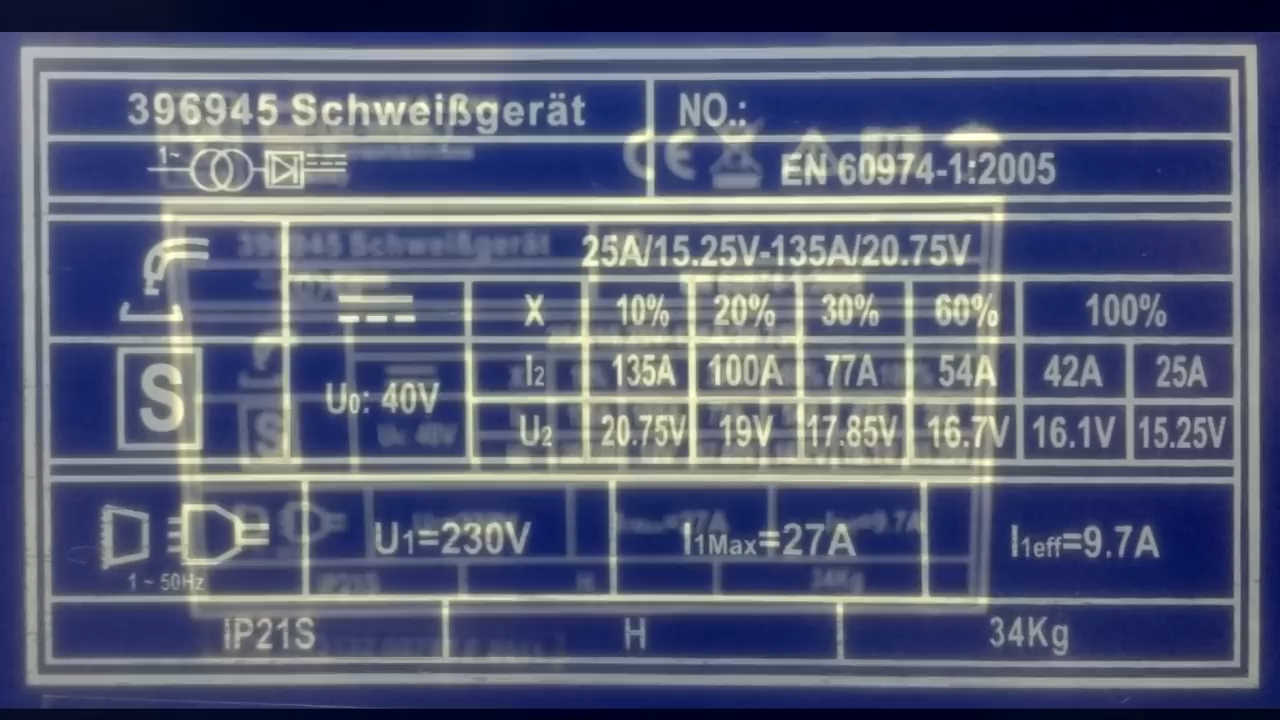 396945 Schweißgerät NO.:
1~ EN 60974-1:2005
25A/15.25V-135A/20.75V
X 10% 20% 30% 60% 100%
S U0: 40V I2 135A 100A 77A 54A 42A 25A
U2 20.75V 19V 17.85V 16.7V 16.1V 15.25V
U1=230V I1Max=27A I1eff=9.7A
1 ~ 50Hz
IP21S H 34Kg